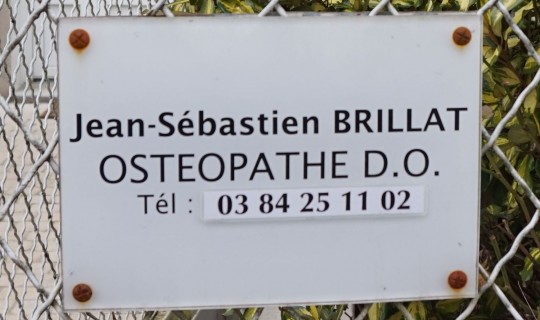 Jean-Sébastien BRILLAT
OSTEOPATHE D.O.
Tél : 03 84 25 11 02